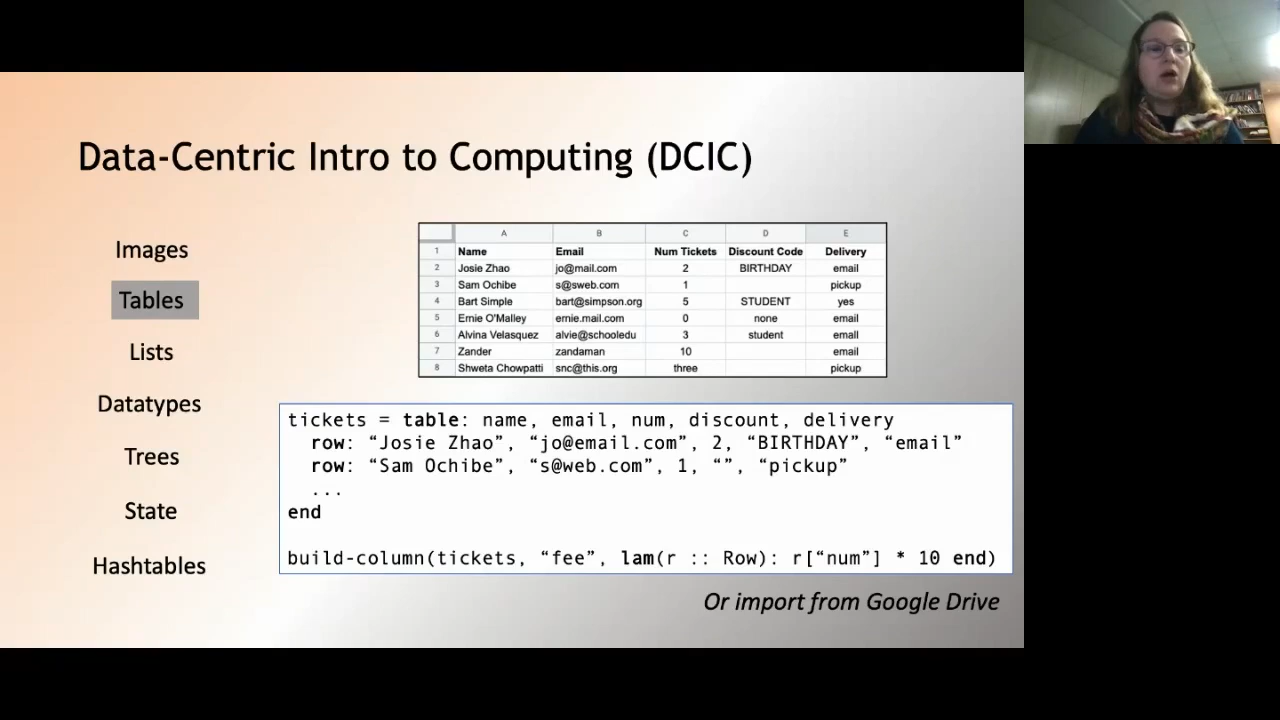 Data-Centric Intro to Computing (DCIC)
Images
Tables
Lists
Datatypes
Trees
State
Hashtables
A B C D E
1 Name Email Num Tickets Discount Code Delivery
2 Josie Zhao jo@mail.com 2 BIRTHDAY email
3 Sam Ochibe s@sweb.com 1 pickup
4 Bart Simple bart@simpson.org 5 STUDENT yes
5 Ernie O'Malley ernie.mail.com 0 none email
6 Alvina Velasquez alvie@schooledu 3 student emall
7 Zander zandaman 10 email
8 Shweta Chowpatti snc@this.org three pickup
tickets = table: name, email, num, discount, delivery
row: “Josie Zhao”, “jo@email.com”, 2, “BIRTHDAY”, “email”
row: “Sam Ochibe”, “s@web.com”, 1, “”, “pickup”
...
end
build-column(tickets, “fee”, lam(r :: Row): r[“num”] * 10 end)
Or import from Google Drive